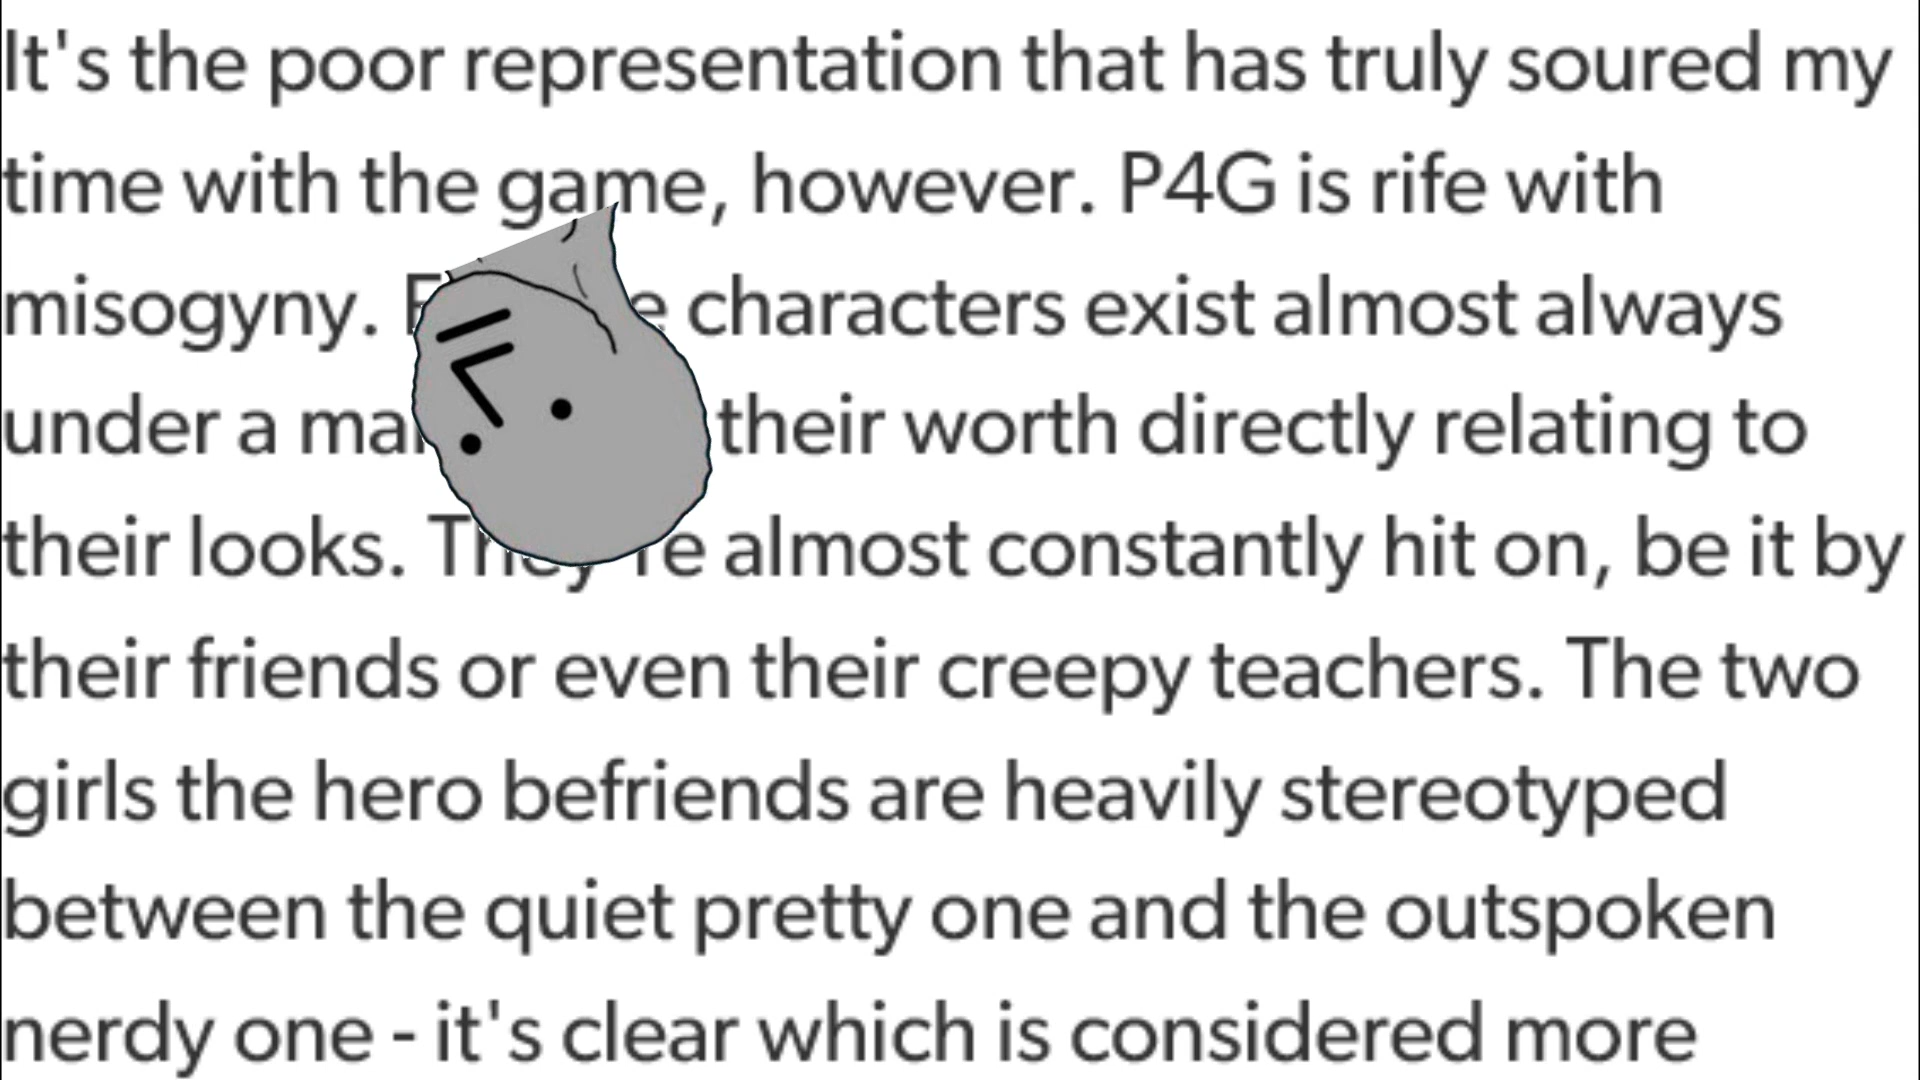 It's the poor representation that has truly soured my
time with the game, however. P4G is rife with
misogyny. characters exist almost always
under a their worth directly relating to
their looks. They're almost constantly hit on, be it by
their friends or even their creepy teachers. The two
girls the hero befriends are heavily stereotyped
between the quiet pretty one and the outspoken
nerdy one - it's clear which is considered more